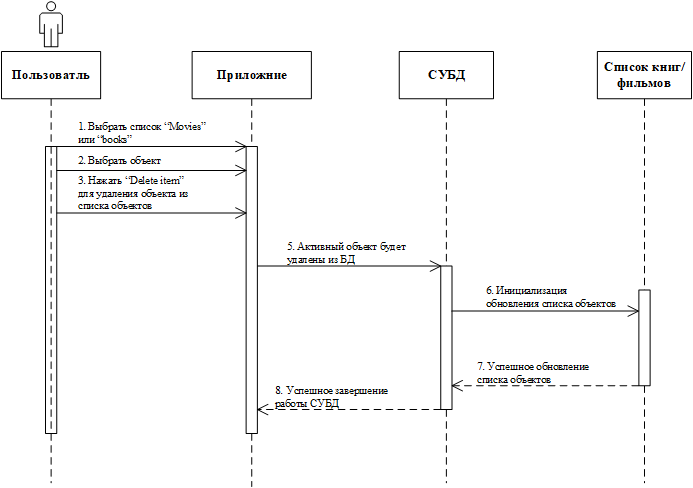 Пользоватль
Приложние
СУБД
Список книг/
фильмов
1. Выбрать список “Movies”
или “books”
2. Выбрать объект
3. Нажать “Delete item”
для удаления объекта из
списка объектов
5. Активный объект будет
удалены из БД
6. Инициализация
обновления списка объектов
7. Успешное обновление
списка объектов
8. Успешное завершение
работы СУБД